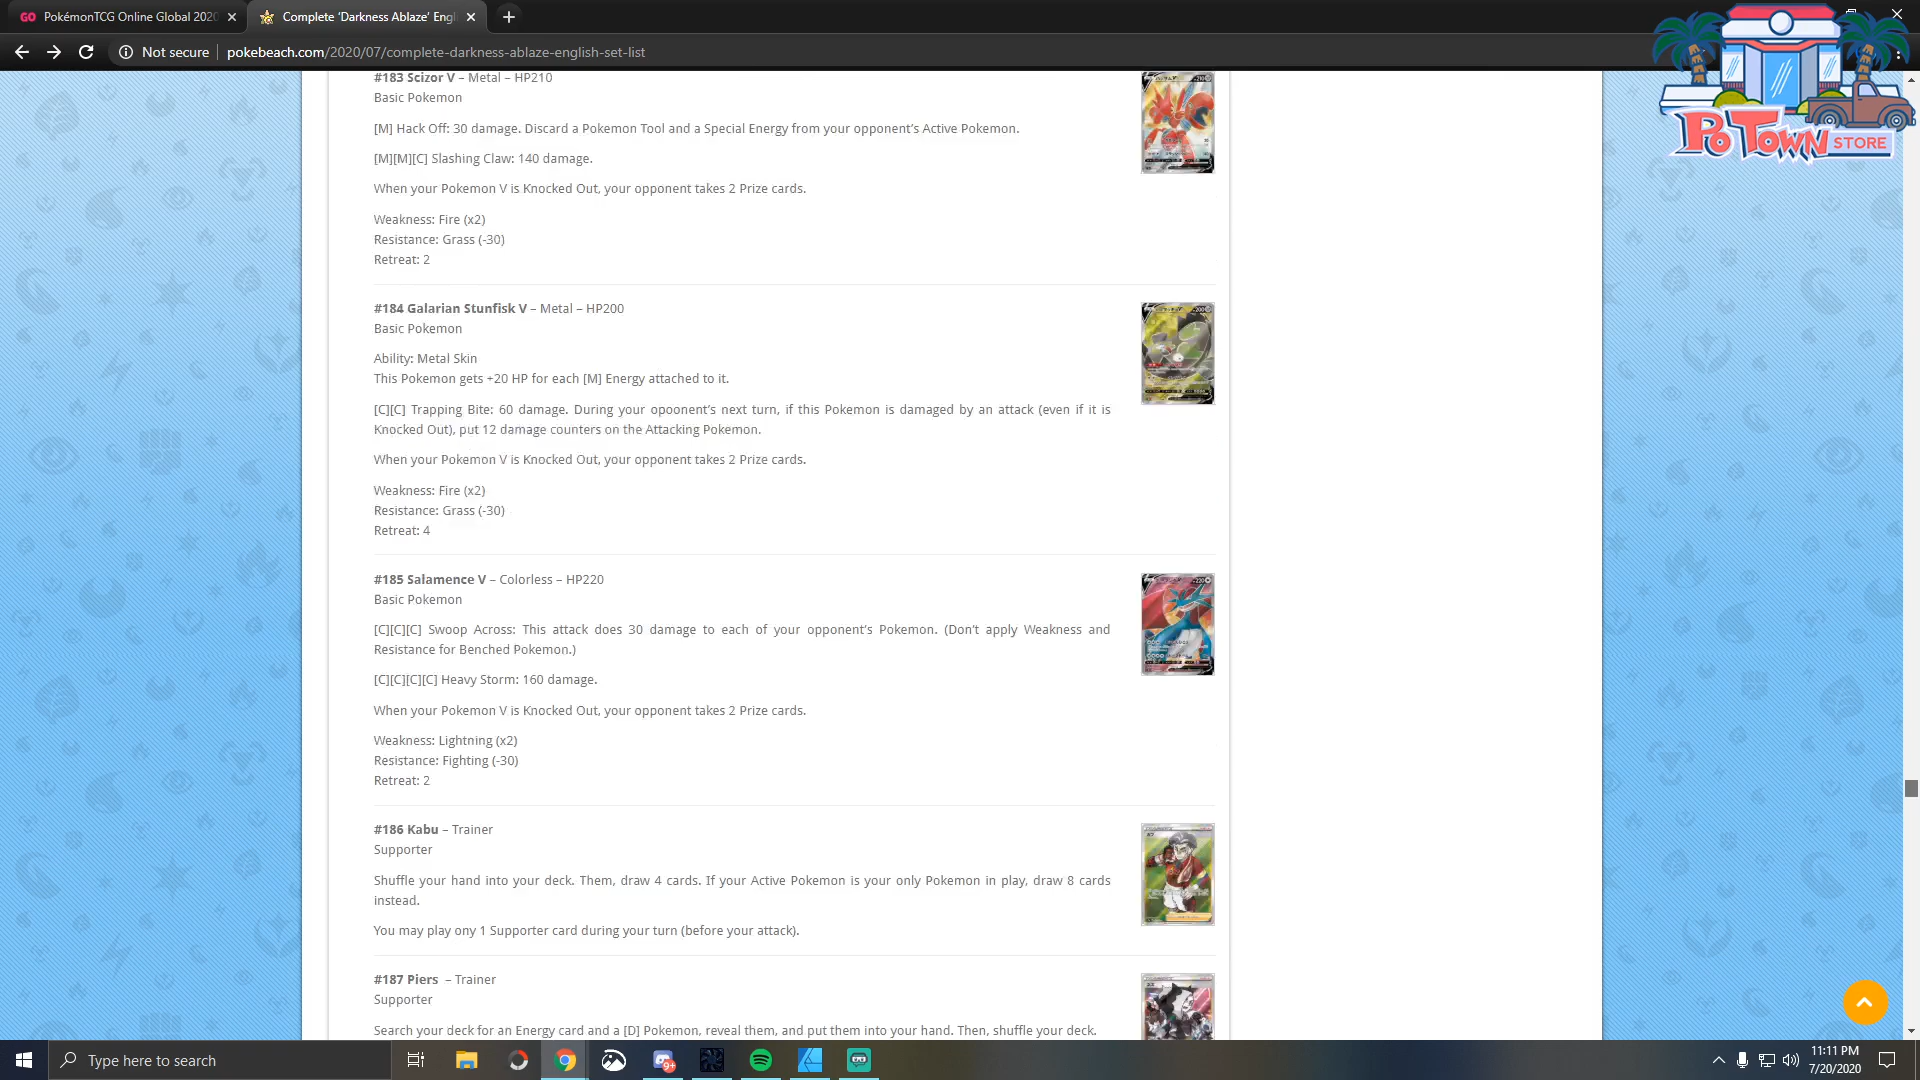 PokémonTCG Online Global 2020
Complete 'Darkness Ablaze' Engl
Not secure
pokebeach.com/2020/07/complete-darkness-ablaze-english-set-list
PO TOWN STORE
#183 Scizor V – Metal – HP210
Basic Pokemon
[M] Hack Off: 30 damage. Discard a Pokemon Tool and a Special Energy from your opponent's Active Pokemon.
[M][M][C] Slashing Claw: 140 damage.
When your Pokemon V is Knocked Out, your opponent takes 2 Prize cards.
Weakness: Fire (x2)
Resistance: Grass (-30)
Retreat: 2
#184 Galarian Stunfisk V – Metal – HP200
Basic Pokemon
Ability: Metal Skin
This Pokemon gets +20 HP for each [M] Energy attached to it.
[C][C] Trapping Bite: 60 damage. During your opoonent's next turn, if this Pokemon is damaged by an attack (even if it is
Knocked Out), put 12 damage counters on the Attacking Pokemon.
When your Pokemon V is Knocked Out, your opponent takes 2 Prize cards.
Weakness: Fire (x2)
Resistance: Grass (-30)
Retreat: 4
#185 Salamence V – Colorless – HP220
Basic Pokemon
[C][C][C] Swoop Across: This attack does 30 damage to each of your opponent's Pokemon. (Don't apply Weakness and
Resistance for Benched Pokemon.)
[C][C][C][C] Heavy Storm: 160 damage.
When your Pokemon V is Knocked Out, your opponent takes 2 Prize cards.
Weakness: Lightning (x2)
Resistance: Fighting (-30)
Retreat: 2
#186 Kabu – Trainer
Supporter
Shuffle your hand into your deck. Them, draw 4 cards. If your Active Pokemon is your only Pokemon in play, draw 8 cards
instead.
You may play ony 1 Supporter card during your turn (before your attack).
#187 Piers – Trainer
Supporter
Search your deck for an Energy card and a [D] Pokemon, reveal them, and put them into your hand. Then, shuffle your deck.
Type here to search
9+
11:11 PM
7/20/2020